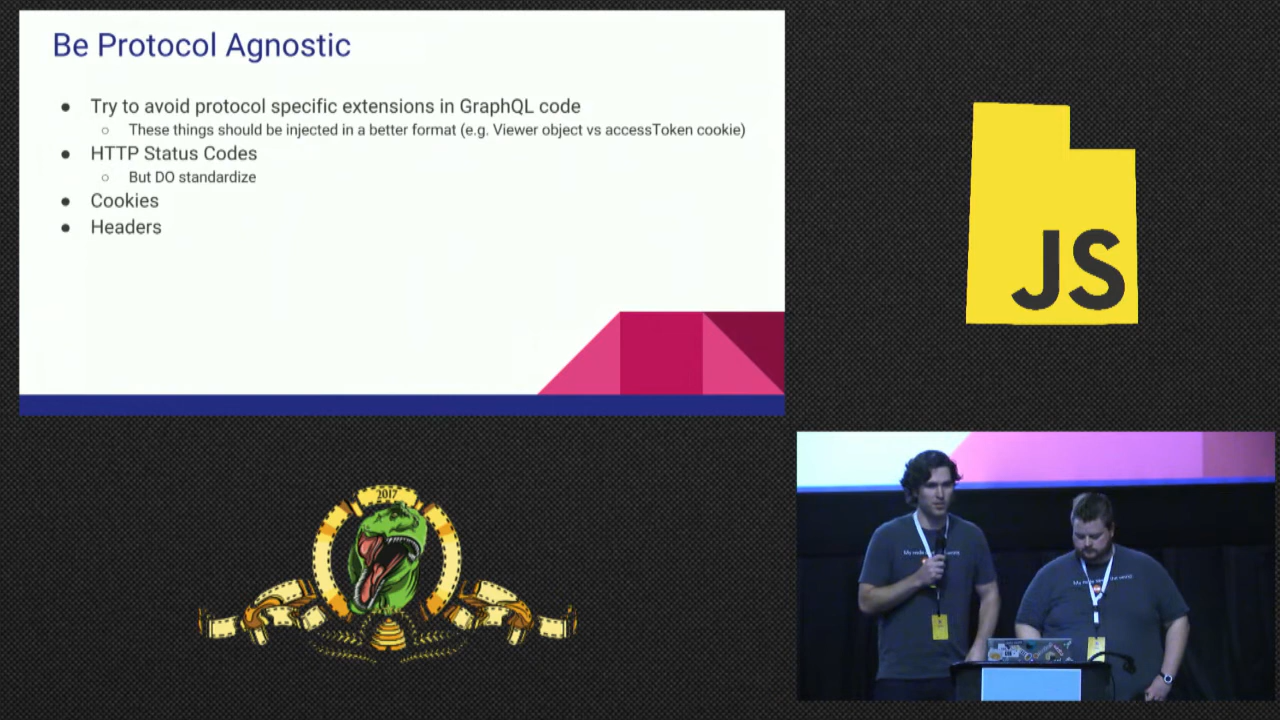 Be Protocol Agnostic
● Try to avoid protocol specific extensions in GraphQL code
○ These things should be injected in a better format (e.g. Viewer object vs accessToken cookie)
● HTTP Status Codes
○ But DO standardize
● Cookies
● Headers
JS
2017